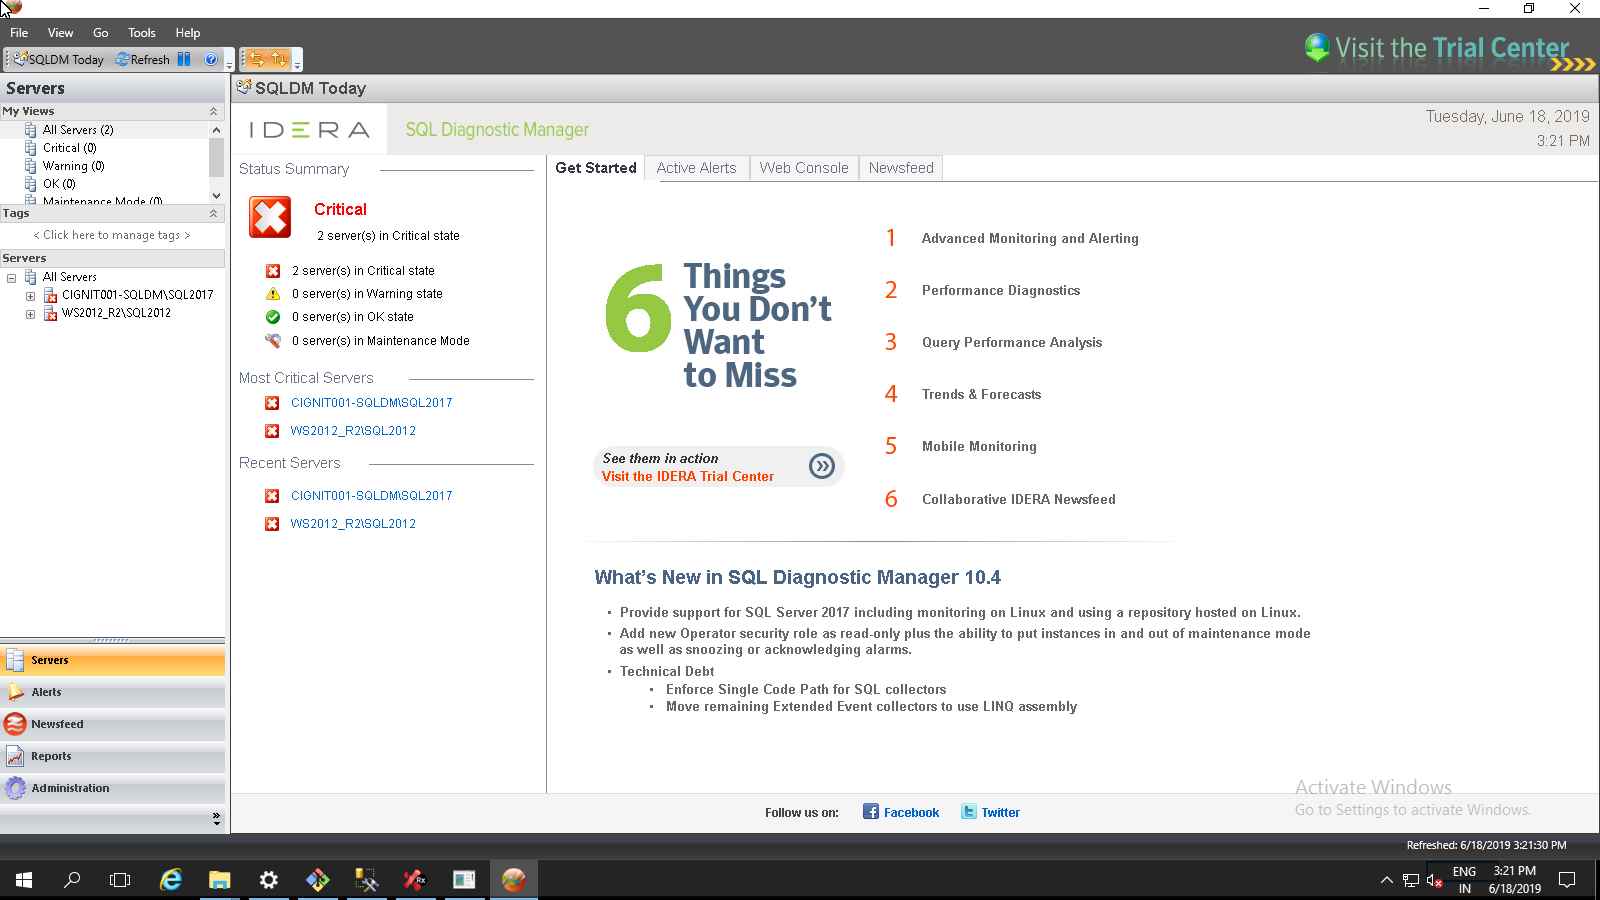 File View Go Tools Help
SQLDM Today Refresh
Visit the Trial Center
Servers
My Views
All Servers (2)
Critical (0)
Warning (0)
OK (0)
Maintenance Mode (0)
Tags
< Click here to manage tags >
Servers
All Servers
CIGNIT001-SQLDM\SQL2017
WS2012_R2\SQL2012
Servers
Alerts
Newsfeed
Reports
Administration
SQLDM Today
IDERA SQL Diagnostic Manager
Tuesday, June 18, 2019
3:21 PM
Status Summary
Critical
2 server(s) in Critical state
2 server(s) in Critical state
0 server(s) in Warning state
0 server(s) in OK state
0 server(s) in Maintenance Mode
Most Critical Servers
CIGNIT001-SQLDM\SQL2017
WS2012_R2\SQL2012
Recent Servers
CIGNIT001-SQLDM\SQL2017
WS2012_R2\SQL2012
Get Started Active Alerts Web Console Newsfeed
6 Things
You Don't
Want
to Miss
See them in action
Visit the IDERA Trial Center
1 Advanced Monitoring and Alerting
2 Performance Diagnostics
3 Query Performance Analysis
4 Trends & Forecasts
5 Mobile Monitoring
6 Collaborative IDERA Newsfeed
What's New in SQL Diagnostic Manager 10.4
• Provide support for SQL Server 2017 including monitoring on Linux and using a repository hosted on Linux.
• Add new Operator security role as read-only plus the ability to put instances in and out of maintenance mode
as well as snoozing or acknowledging alarms.
• Technical Debt
• Enforce Single Code Path for SQL collectors
• Move remaining Extended Event collectors to use LINQ assembly
Activate Windows
Go to Settings to activate Windows.
Follow us on: Facebook Twitter
Refreshed: 6/18/2019 3:21:30 PM
ENG
IN
3:21 PM
6/18/2019